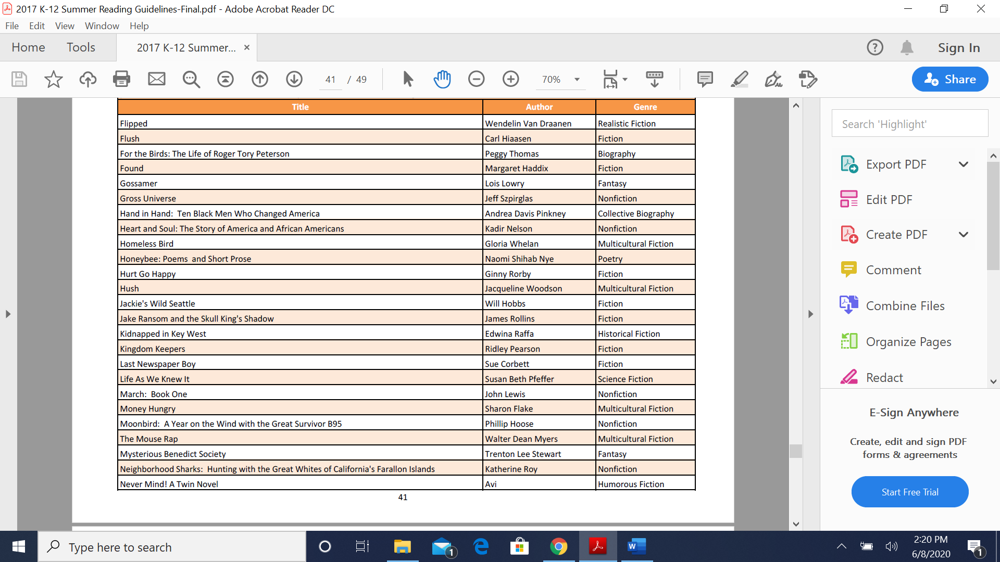 2017 K-12 Summer Reading Guidelines-Final.pdf - Adobe Acrobat Reader DC
File Edit View Window Help
Home Tools 2017 K-12 Summer... × Sign In
41 / 49 70% Share
Title Author Genre
Flipped Wendelin Van Draanen Realistic Fiction
Flush Carl Hiaasen Fiction
For the Birds: The Life of Roger Tory Peterson Peggy Thomas Biography
Found Margaret Haddix Fiction
Gossamer Lois Lowry Fantasy
Gross Universe Jeff Szpirglas Nonfiction
Hand in Hand:  Ten Black Men Who Changed America Andrea Davis Pinkney Collective Biography
Heart and Soul: The Story of America and African Americans Kadir Nelson Nonfiction
Homeless Bird Gloria Whelan Multicultural Fiction
Honeybee: Poems  and Short Prose Naomi Shihab Nye Poetry
Hurt Go Happy Ginny Rorby Fiction
Hush Jacqueline Woodson Multicultural Fiction
Jackie's Wild Seattle Will Hobbs Fiction
Jake Ransom and the Skull King's Shadow James Rollins Fiction
Kidnapped in Key West Edwina Raffa Historical Fiction
Kingdom Keepers Ridley Pearson Fiction
Last Newspaper Boy Sue Corbett Fiction
Life As We Knew It Susan Beth Pfeffer Science Fiction
March:  Book One John Lewis Nonfiction
Money Hungry Sharon Flake Multicultural Fiction
Moonbird:  A Year on the Wind with the Great Survivor B95 Phillip Hoose Nonfiction
The Mouse Rap Walter Dean Myers Multicultural Fiction
Mysterious Benedict Society Trenton Lee Stewart Fantasy
Neighborhood Sharks:  Hunting with the Great Whites of California's Farallon Islands Katherine Roy Nonfiction
Never Mind! A Twin Novel Avi Humorous Fiction
41
Search 'Highlight'
Export PDF
Edit PDF
Create PDF
Comment
Combine Files
Organize Pages
Redact
E-Sign Anywhere
Create, edit and sign PDF
forms & agreements
Start Free Trial
Type here to search
1
2:20 PM
6/8/2020
1